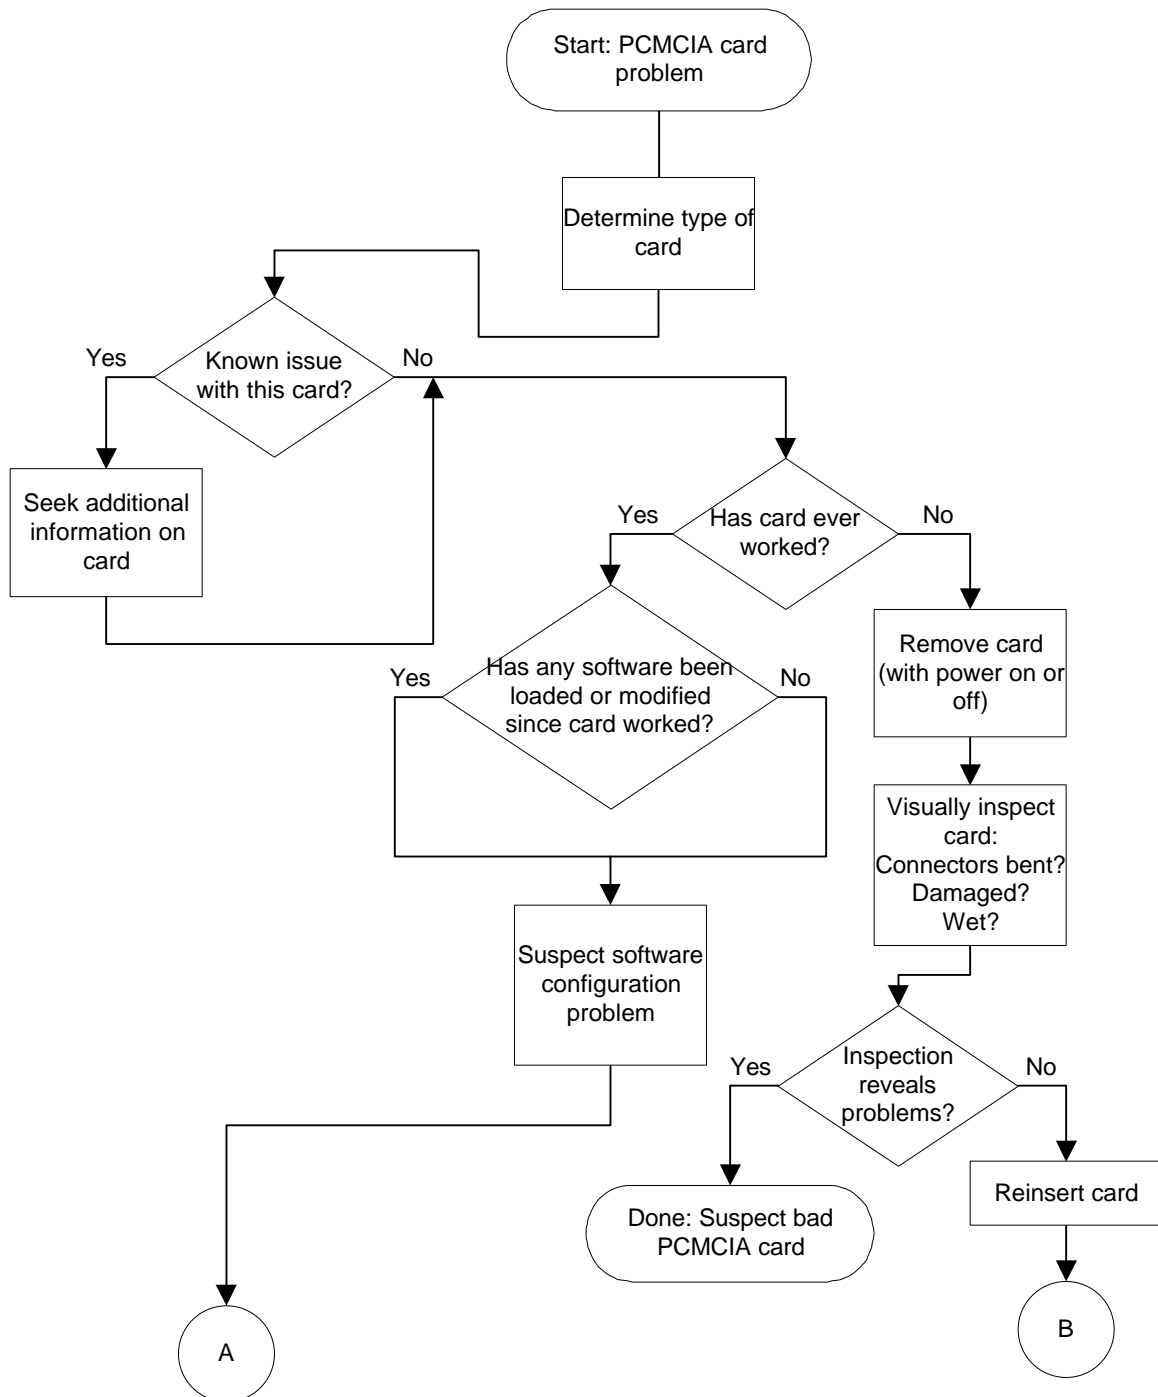 Start: PCMCIA card
problem
Determine type of
card
Yes
Known issue
with this card?
No
Seek additional
information on
card
Yes
Has card ever
worked?
No
Yes
Has any software been
loaded or modified
since card worked?
No
Remove card
(with power on or
off)
Visually inspect
card:
Connectors bent?
Damaged?
Wet?
Suspect software
configuration
problem
Yes
Inspection
reveals
problems?
No
Done: Suspect bad
PCMCIA card
Reinsert card
A
B